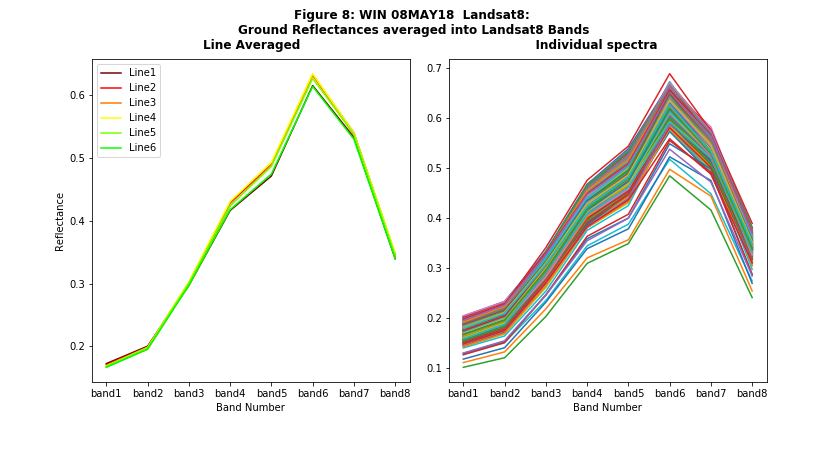 Figure 8: WIN 08MAY18  Landsat8:
Ground Reflectances averaged into Landsat8 Bands
Line Averaged
Individual spectra
Reflectance
0.6
0.5
0.4
0.3
0.2
Line1
Line2
Line3
Line4
Line5
Line6
band1 band2 band3 band4 band5 band6 band7 band8
Band Number
0.7
0.6
0.5
0.4
0.3
0.2
0.1
band1 band2 band3 band4 band5 band6 band7 band8
Band Number